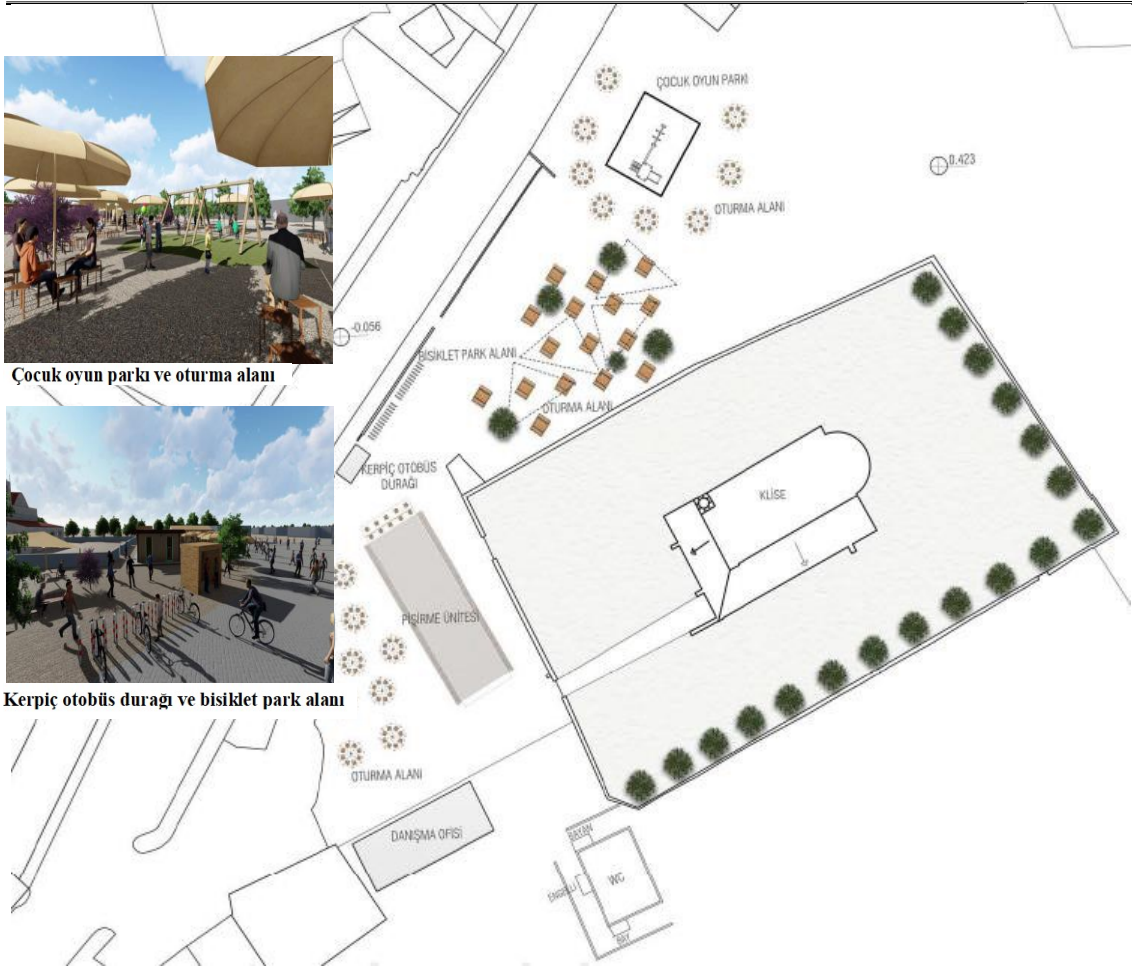 ÇOCUK OYUN PARKI
0.423
OTURMA ALANI
-0.056
BİSİKLET PARK ALANI
Çocuk oyun parkı ve oturma alanı
OTURMA ALANI
KERPİÇ OTOBÜS
DURAĞI
KLİSE
PİŞİRME ÜNİTESİ
Kerpiç otobüs durağı ve bisiklet park alanı
OTURMA ALANI
DANIŞMA OFİSİ
BAYAN
WC
ENGELLİ
BAY